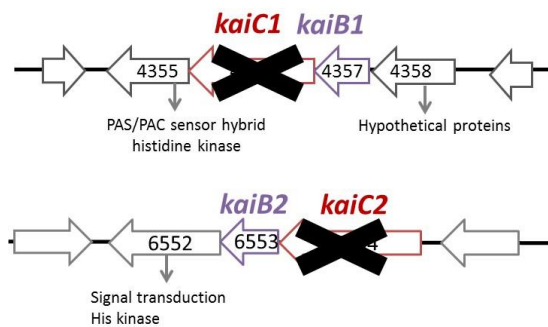 kaiC1 kaiB1
4355 4357 4358
PAS/PAC sensor hybrid
histidine kinase
Hypothetical proteins
kaiB2 kaiC2
6552 6553
Signal transduction
His kinase